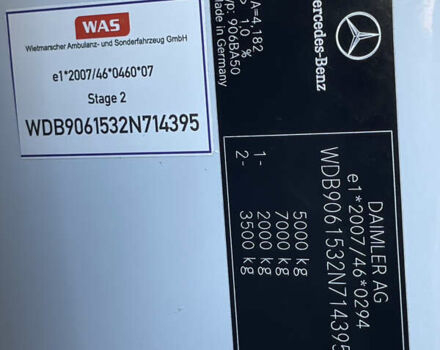 WAS
Wietmarscher Ambulanz- und Sonderfahrzeug GmbH
e1*2007/46*0460*07
Stage 2
WDB9061532N714395
DAIMLER AG
e1*2007/46*0294
WDB9061532N714395
5000 kg
7000 kg
1- 2000 kg
2- 3500 kg
Mercedes-Benz
A=4,182
1,0 %
906BA50
Made in Germany